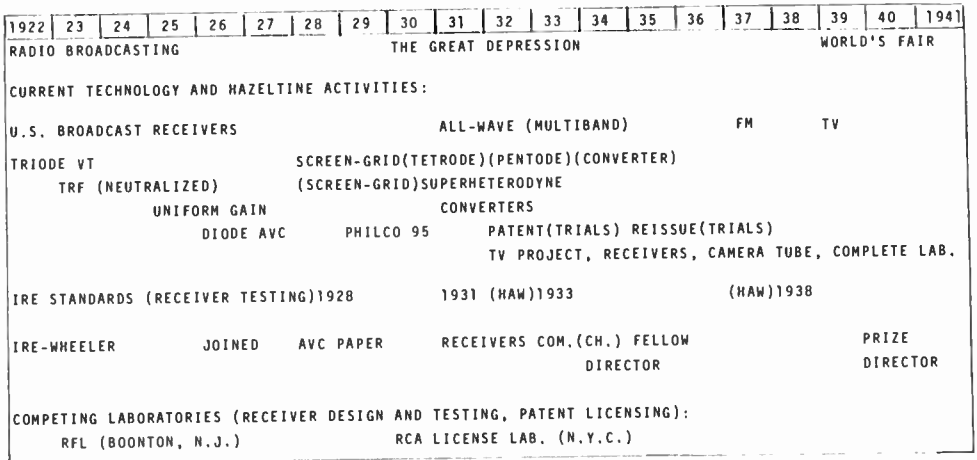 1922 23 24 25 26 27 28 29 30 31 32 33 34 35 36 37 38 39 40 1941
RADIO BROADCASTING THE GREAT DEPRESSION WORLD'S FAIR
CURRENT TECHNOLOGY AND HAZELTINE ACTIVITIES:
U.S. BROADCAST RECEIVERS ALL-WAVE (MULTIBAND) FM TV
TRIODE VT SCREEN-GRID(TETRODE)(PENTODE)(CONVERTER)
TRF (NEUTRALIZED) (SCREEN-GRID)SUPERHETERODYNE
UNIFORM GAIN CONVERTERS
DIODE AVC PHILCO 95 PATENT(TRIALS) REISSUE(TRIALS)
TV PROJECT, RECEIVERS, CAMERA TUBE, COMPLETE LAB.
IRE STANDARDS (RECEIVER TESTING)1928 1931 (HAW)1933 (HAW)1938
IRE-WHEELER JOINED AVC PAPER RECEIVERS COM.(CH.) FELLOW PRIZE
DIRECTOR DIRECTOR
COMPETING LABORATORIES (RECEIVER DESIGN AND TESTING, PATENT LICENSING):
RFL (BOONTON, N.J.) RCA LICENSE LAB. (N.Y.C.)